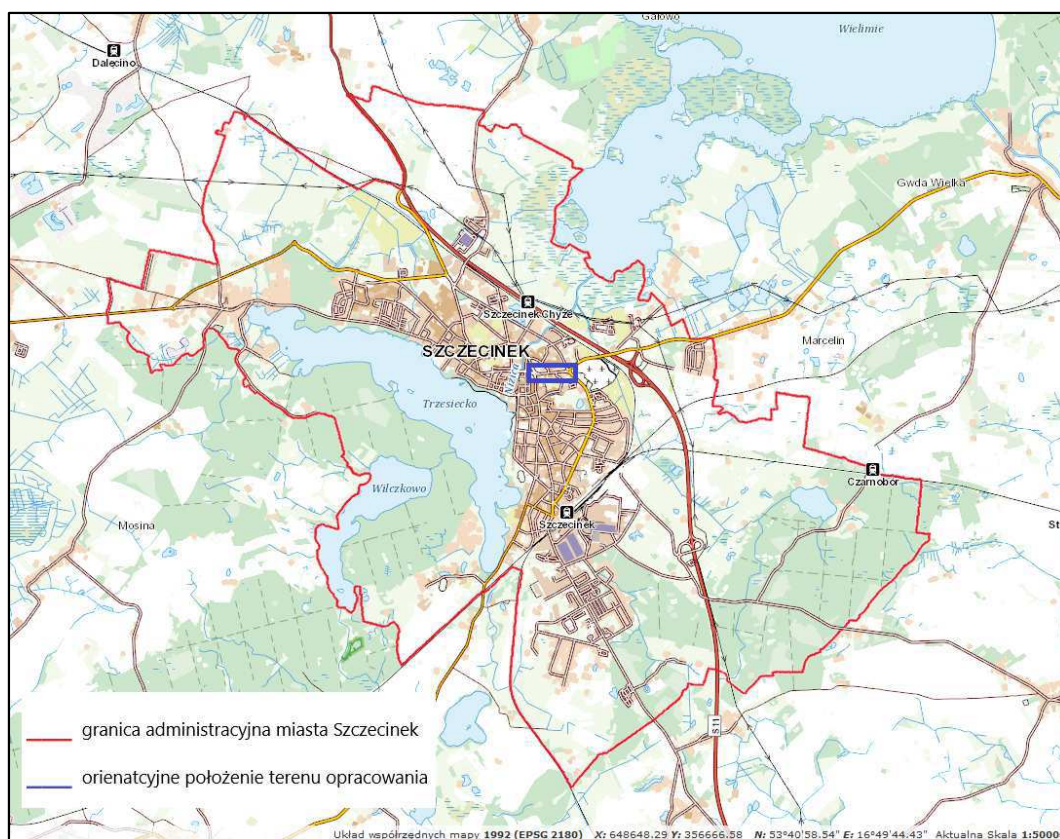 Gałowo
Wielimie
Dalęcino
Gwda Wielka
Szczecinek Chyże
SZCZECINEK
Marcelin
Nizica
Trzesiecko
Wilczkowo
Czarnobór
Mosina
Szczecinek
St
S11
granica administracyjna miasta Szczecinek
orienatcyjne położenie terenu opracowania
Układ współrzędnych mapy 1992 (EPSG 2180) X: 648648.29 Y: 356666.58 N: 53°40'58.54" E: 16°49'44.43" Aktualna Skala 1:5000